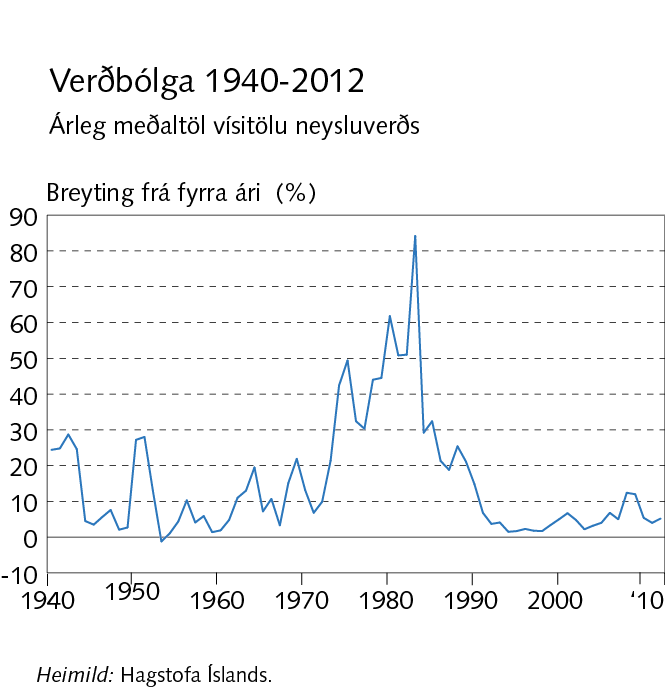 Verðbólga 1940-2012
Árleg meðaltöl vísitölu neysluverðs
Breyting frá fyrra ári (%)
90
80
70
60
50
40
30
20
10
0
-10
1940 1950 1960 1970 1980 1990 2000 ‘10
Heimild: Hagstofa Íslands.